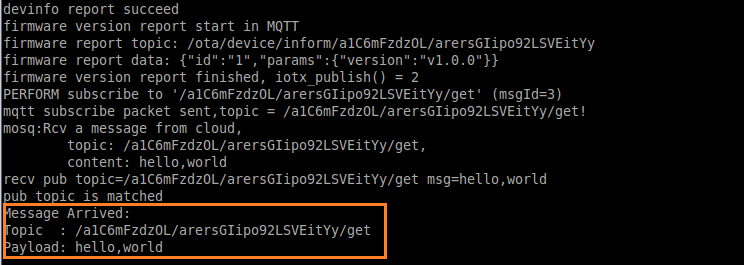 devinfo report succeed
firmware version report start in MQTT
firmware report topic: /ota/device/inform/a1C6mFzdzOL/arersGIipo92LSVEitYy
firmware report data: {"id":"1","params":{"version":"v1.0.0"}}
firmware version report finished, iotx_publish() = 2
PERFORM subscribe to '/a1C6mFzdzOL/arersGIipo92LSVEitYy/get' (msgId=3)
mqtt subscribe packet sent,topic = /a1C6mFzdzOL/arersGIipo92LSVEitYy/get!
mosq:Rcv a message from cloud,
        topic: /a1C6mFzdzOL/arersGIipo92LSVEitYy/get,
        content: hello,world
recv pub topic=/a1C6mFzdzOL/arersGIipo92LSVEitYy/get msg=hello,world
pub topic is matched
Message Arrived:
Topic  : /a1C6mFzdzOL/arersGIipo92LSVEitYy/get
Payload: hello,world